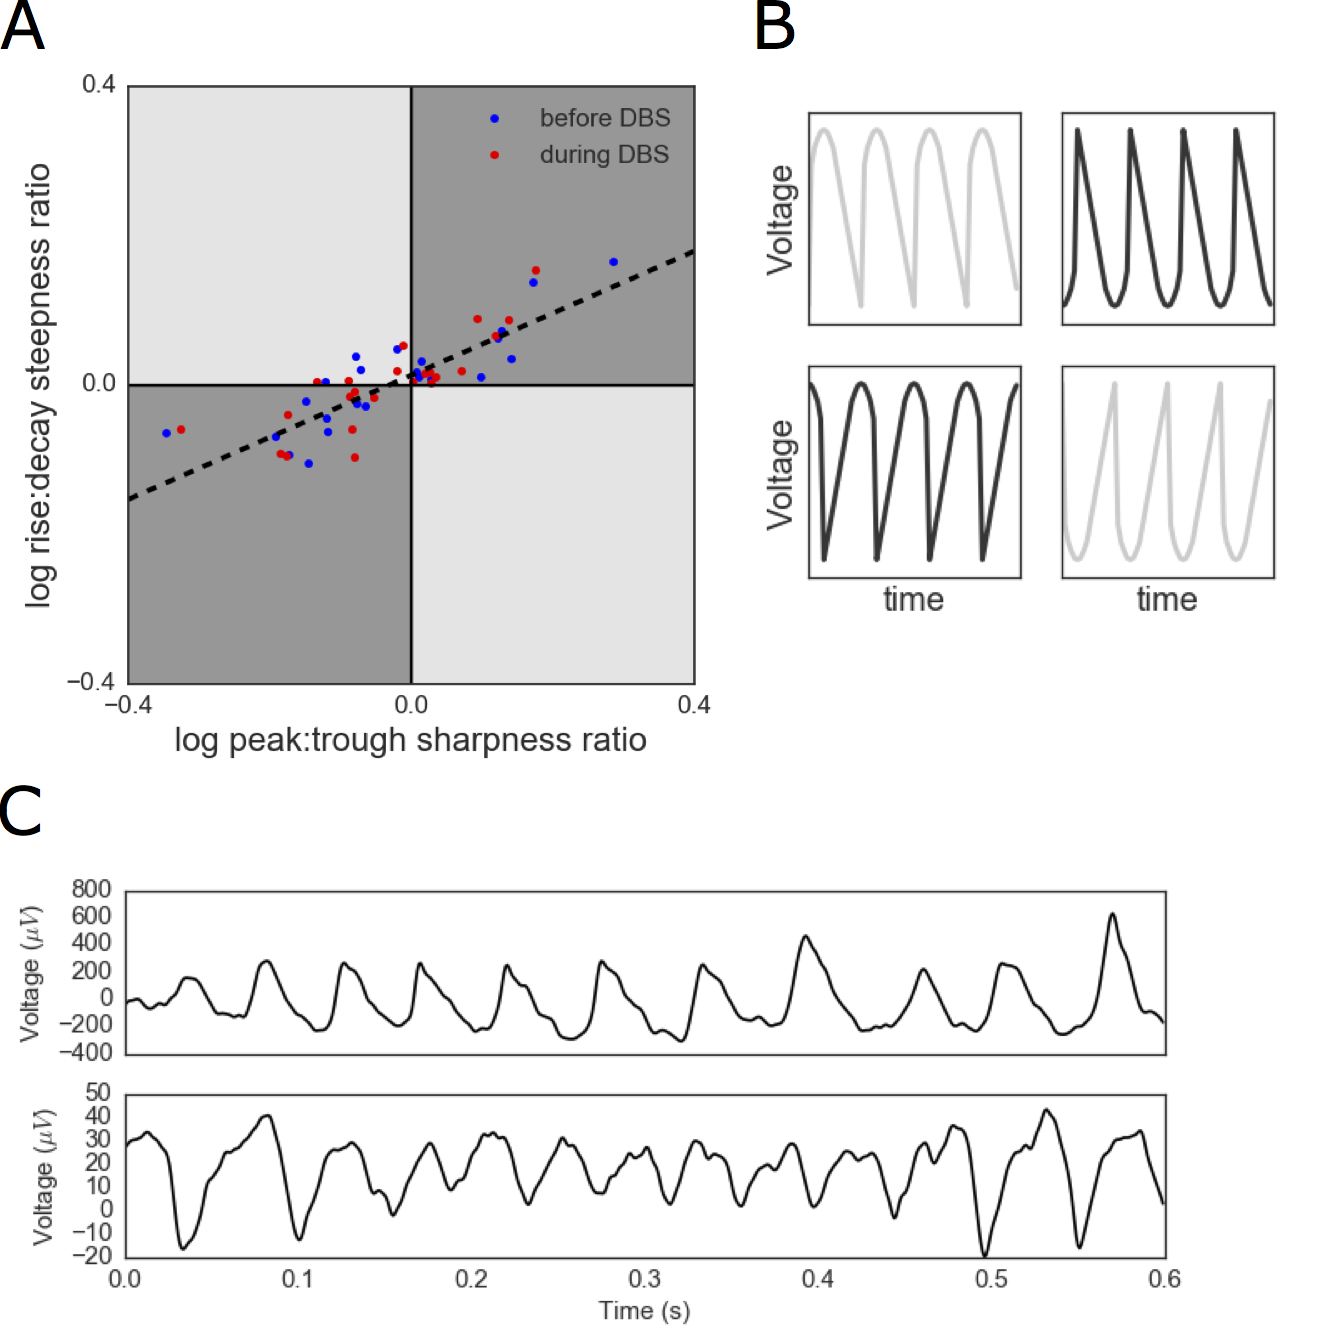 A
B
0.4
before DBS
during DBS
log rise:decay steepness ratio
0.0
−0.4
−0.4
0.0
0.4
log peak:trough sharpness ratio
Voltage
Voltage
time
time
C
800
600
400
200
0
−200
−400
Voltage (μV)
50
40
30
20
10
0
−10
−20
Voltage (μV)
0.0
0.1
0.2
0.3
0.4
0.5
0.6
Time (s)